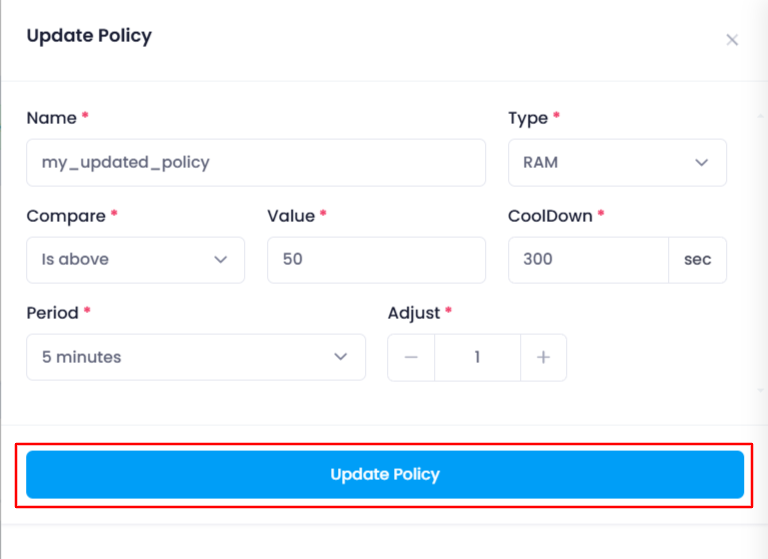 Update Policy
Name * Type *
my_updated_policy RAM
Compare * Value * CoolDown *
Is above 50 300 sec
Period * Adjust *
5 minutes 1
Update Policy